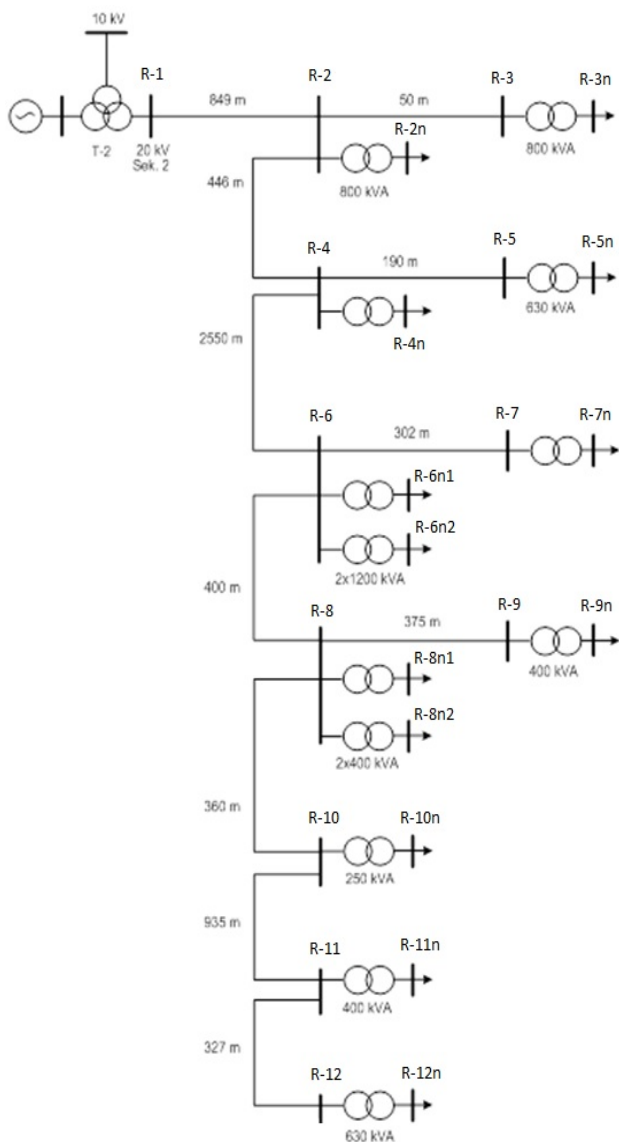 10 kV
R-1
R-2
R-3
R-3n
849 m
50 m
T-2
20 kV
Sek. 2
R-2n
800 kVA
800 kVA
446 m
R-4
190 m
R-5
R-5n
630 kVA
R-4n
2550 m
R-6
302 m
R-7
R-7n
R-6n1
R-6n2
2x1200 kVA
400 m
R-8
375 m
R-9
R-9n
400 kVA
R-8n1
R-8n2
2x400 kVA
360 m
R-10
R-10n
250 kVA
935 m
R-11
R-11n
400 kVA
327 m
R-12
R-12n
630 kVA